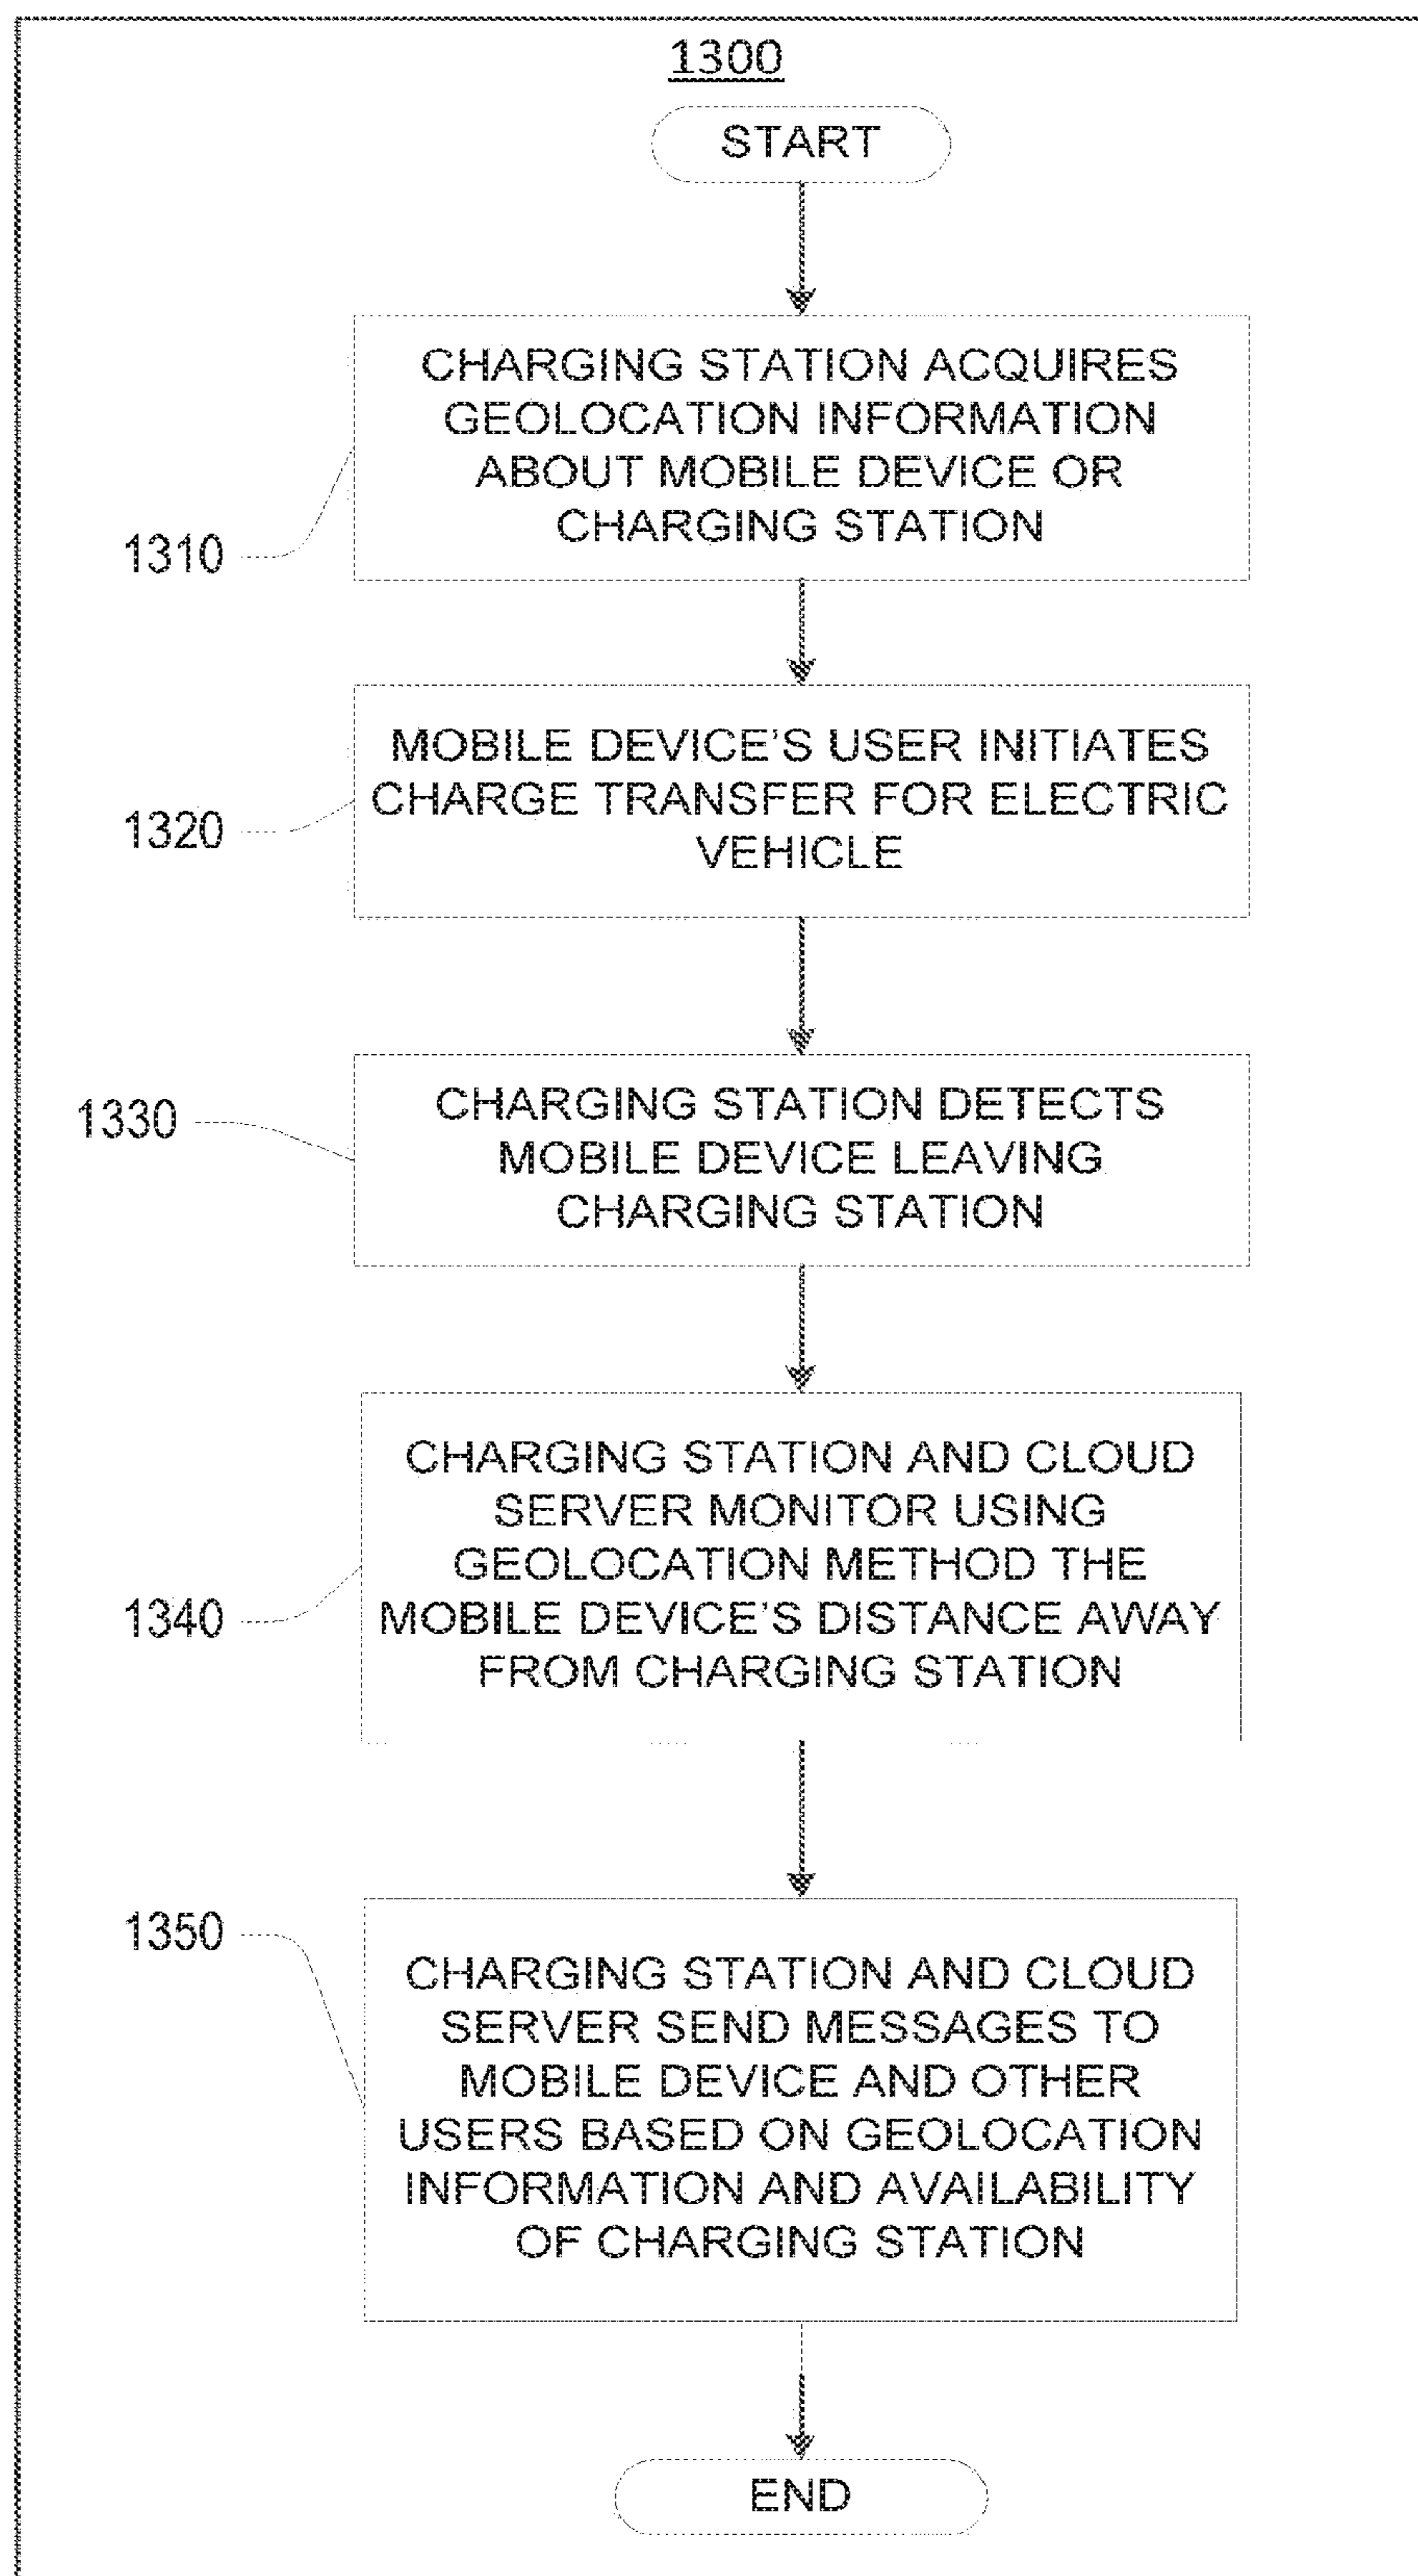 1300
START
CHARGING STATION ACQUIRES
GEOLOCATION INFORMATION
ABOUT MOBILE DEVICE OR
CHARGING STATION
1310
MOBILE DEVICE'S USER INITIATES
CHARGE TRANSFER FOR ELECTRIC
VEHICLE
1320
CHARGING STATION DETECTS
MOBILE DEVICE LEAVING
CHARGING STATION
1330
CHARGING STATION AND CLOUD
SERVER MONITOR USING
GEOLOCATION METHOD THE
MOBILE DEVICE'S DISTANCE AWAY
FROM CHARGING STATION
1340
CHARGING STATION AND CLOUD
SERVER SEND MESSAGES TO
MOBILE DEVICE AND OTHER
USERS BASED ON GEOLOCATION
INFORMATION AND AVAILABILITY
OF CHARGING STATION
1350
END